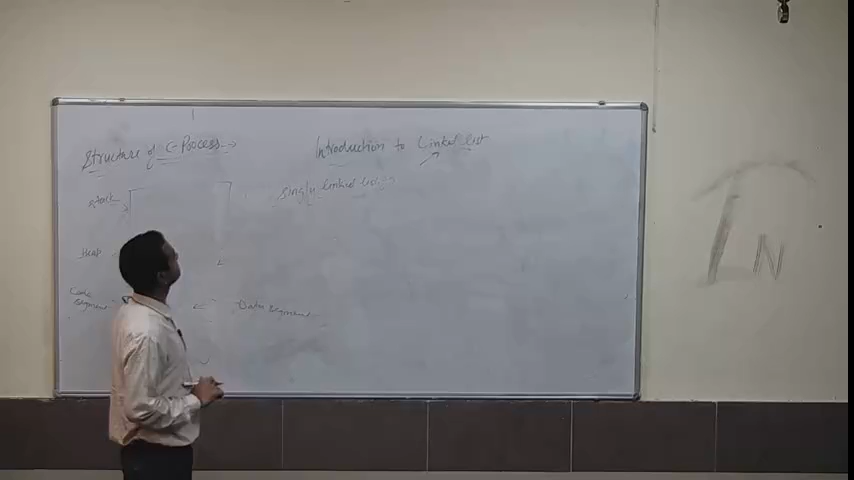 Structure of C-Process
Introduction to Linked list
Singly linked list
Stack
Heap
Code
Segment
Data Segment
N